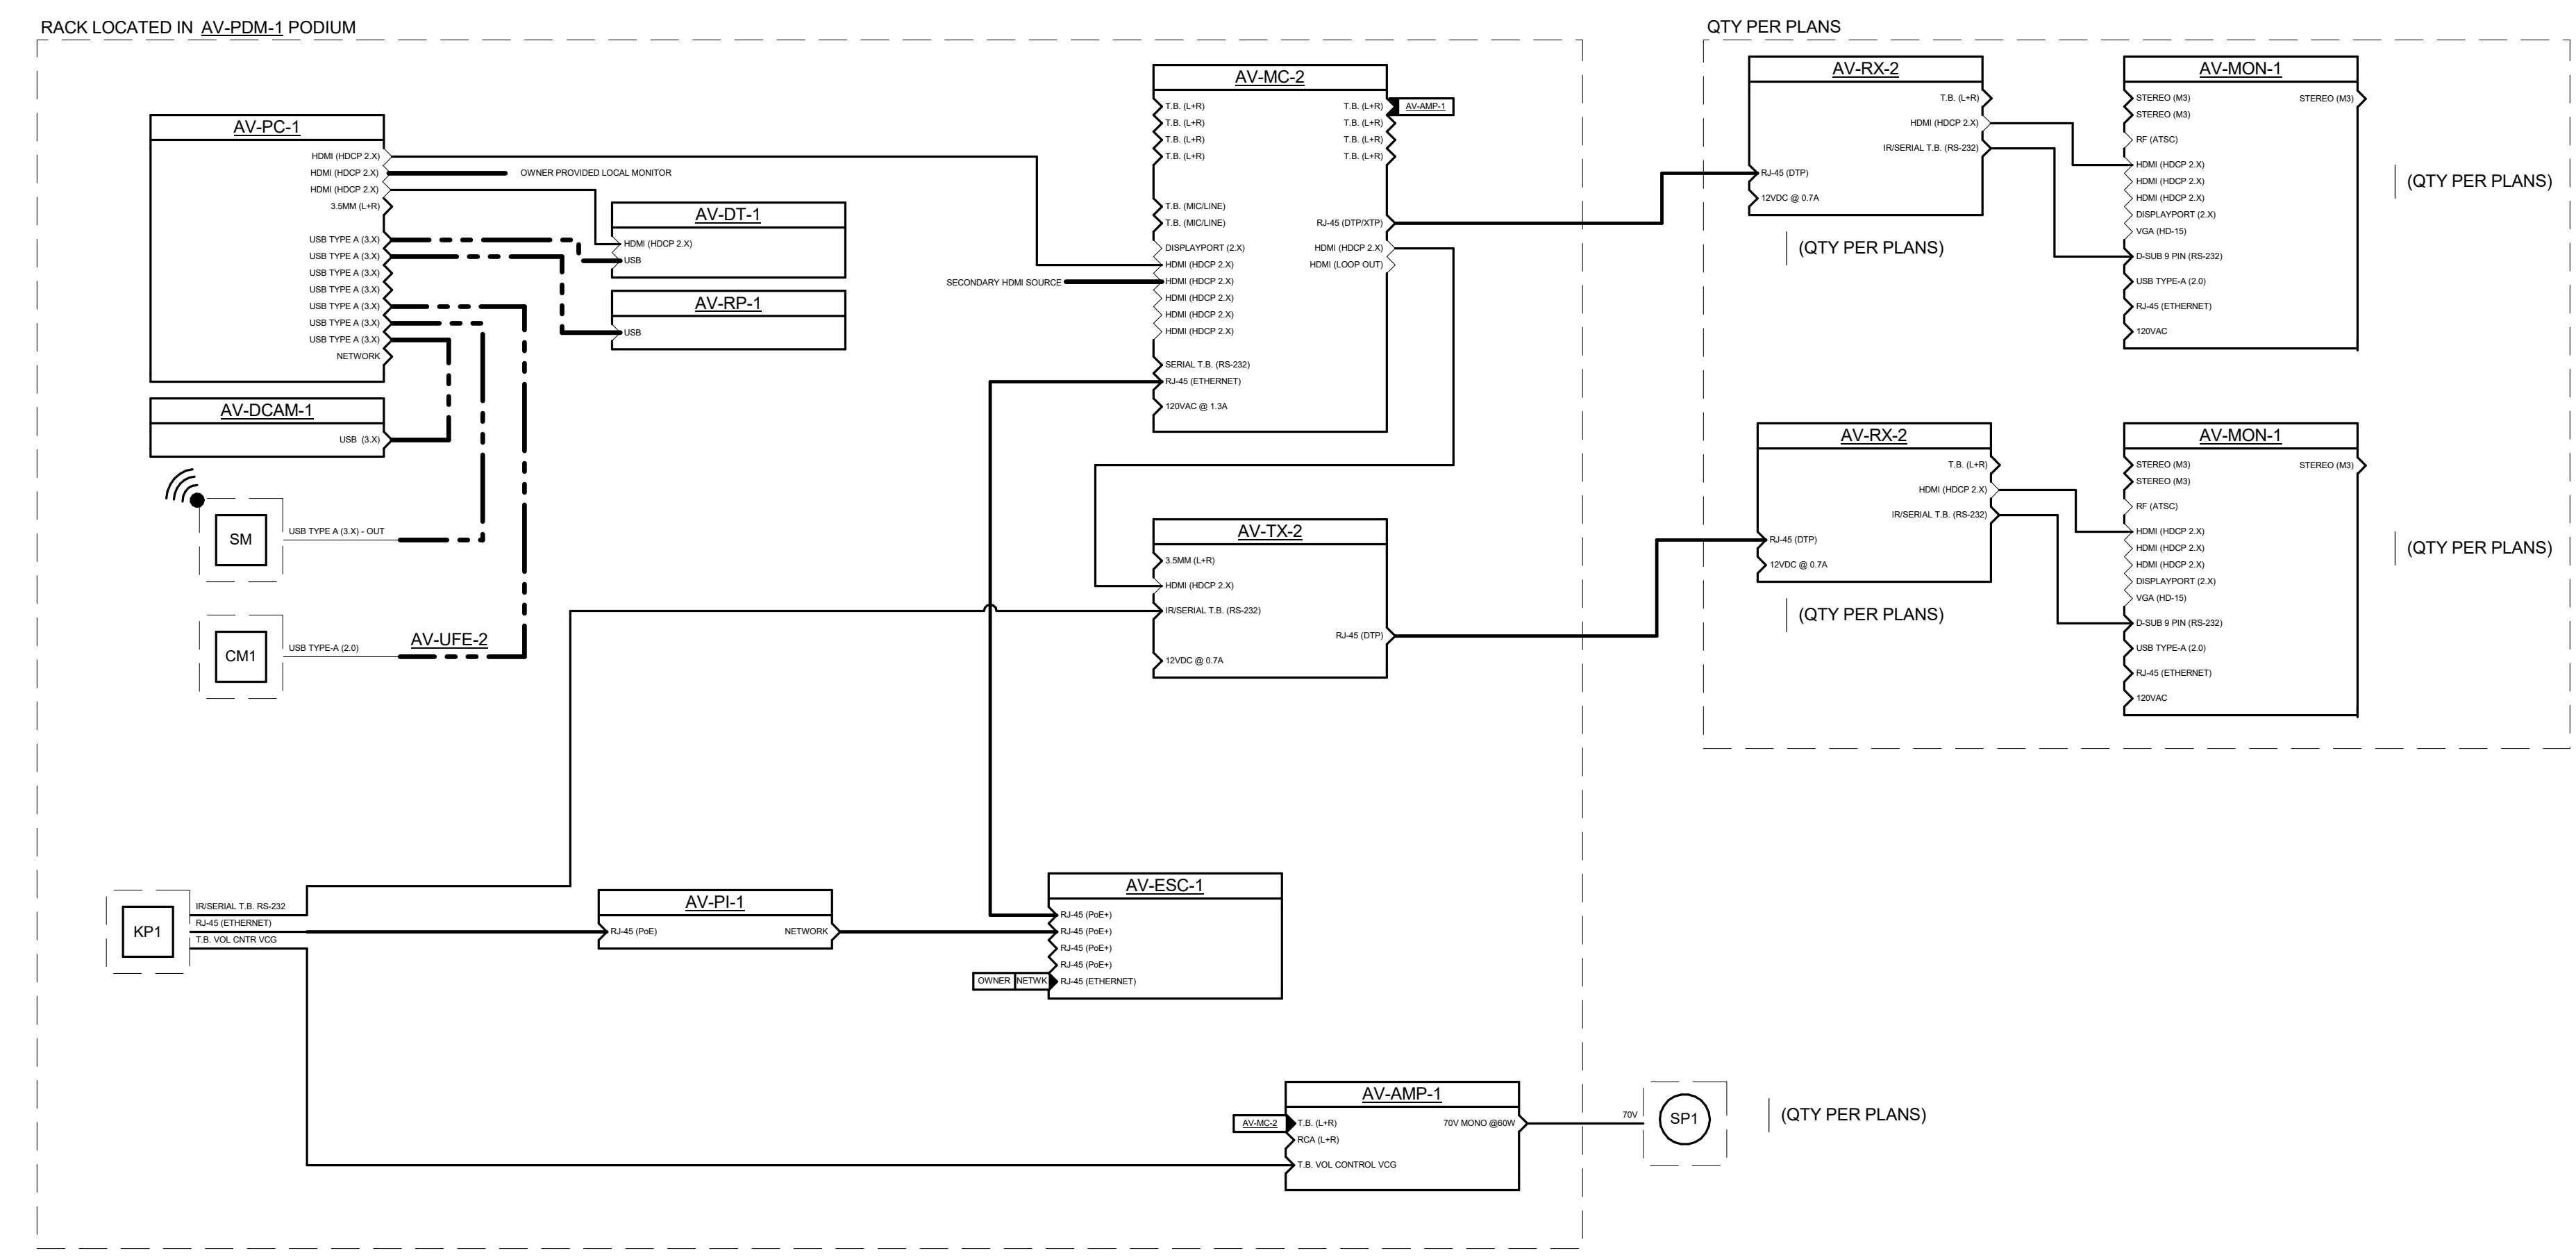 RACK LOCATED IN AV-PDM-1 PODIUM
AV-PC-1
HDMI (HDCP 2.X)
HDMI (HDCP 2.X)
OWNER PROVIDED LOCAL MONITOR
HDMI (HDCP 2.X)
3.5MM (L+R)
USB TYPE A (3.X)
USB TYPE A (3.X)
USB TYPE A (3.X)
USB TYPE A (3.X)
USB TYPE A (3.X)
USB TYPE A (3.X)
USB TYPE A (3.X)
NETWORK
AV-DT-1
HDMI (HDCP 2.X)
USB
AV-RP-1
USB
AV-DCAM-1
USB (3.X)
SM
USB TYPE A (3.X) - OUT
CM1
USB TYPE-A (2.0)
AV-UFE-2
AV-MC-2
T.B. (L+R)
T.B. (L+R)
T.B. (L+R)
T.B. (L+R)
T.B. (MIC/LINE)
T.B. (MIC/LINE)
DISPLAYPORT (2.X)
HDMI (HDCP 2.X)
SECONDARY HDMI SOURCE
HDMI (HDCP 2.X)
HDMI (HDCP 2.X)
HDMI (HDCP 2.X)
HDMI (HDCP 2.X)
SERIAL T.B. (RS-232)
RJ-45 (ETHERNET)
120VAC @ 1.3A
T.B. (L+R)
AV-AMP-1
T.B. (L+R)
T.B. (L+R)
T.B. (L+R)
RJ-45 (DTP/XTP)
HDMI (HDCP 2.X)
HDMI (LOOP OUT)
AV-TX-2
3.5MM (L+R)
HDMI (HDCP 2.X)
IR/SERIAL T.B. (RS-232)
12VDC @ 0.7A
RJ-45 (DTP)
KP1
IR/SERIAL T.B. RS-232
RJ-45 (ETHERNET)
T.B. VOL CNTR VCG
AV-PI-1
RJ-45 (PoE)
NETWORK
AV-ESC-1
RJ-45 (PoE+)
RJ-45 (PoE+)
RJ-45 (PoE+)
RJ-45 (PoE+)
OWNER NETWK
RJ-45 (ETHERNET)
AV-AMP-1
AV-MC-2
T.B. (L+R)
RCA (L+R)
T.B. VOL CONTROL VCG
70V MONO @60W
70V
SP1
(QTY PER PLANS)
QTY PER PLANS
AV-RX-2
T.B. (L+R)
HDMI (HDCP 2.X)
IR/SERIAL T.B. (RS-232)
RJ-45 (DTP)
12VDC @ 0.7A
(QTY PER PLANS)
AV-MON-1
STEREO (M3)
STEREO (M3)
STEREO (M3)
RF (ATSC)
HDMI (HDCP 2.X)
HDMI (HDCP 2.X)
HDMI (HDCP 2.X)
DISPLAYPORT (2.X)
VGA (HD-15)
D-SUB 9 PIN (RS-232)
USB TYPE-A (2.0)
RJ-45 (ETHERNET)
120VAC
(QTY PER PLANS)
AV-RX-2
T.B. (L+R)
HDMI (HDCP 2.X)
IR/SERIAL T.B. (RS-232)
RJ-45 (DTP)
12VDC @ 0.7A
(QTY PER PLANS)
AV-MON-1
STEREO (M3)
STEREO (M3)
STEREO (M3)
RF (ATSC)
HDMI (HDCP 2.X)
HDMI (HDCP 2.X)
HDMI (HDCP 2.X)
DISPLAYPORT (2.X)
VGA (HD-15)
D-SUB 9 PIN (RS-232)
USB TYPE-A (2.0)
RJ-45 (ETHERNET)
120VAC
(QTY PER PLANS)